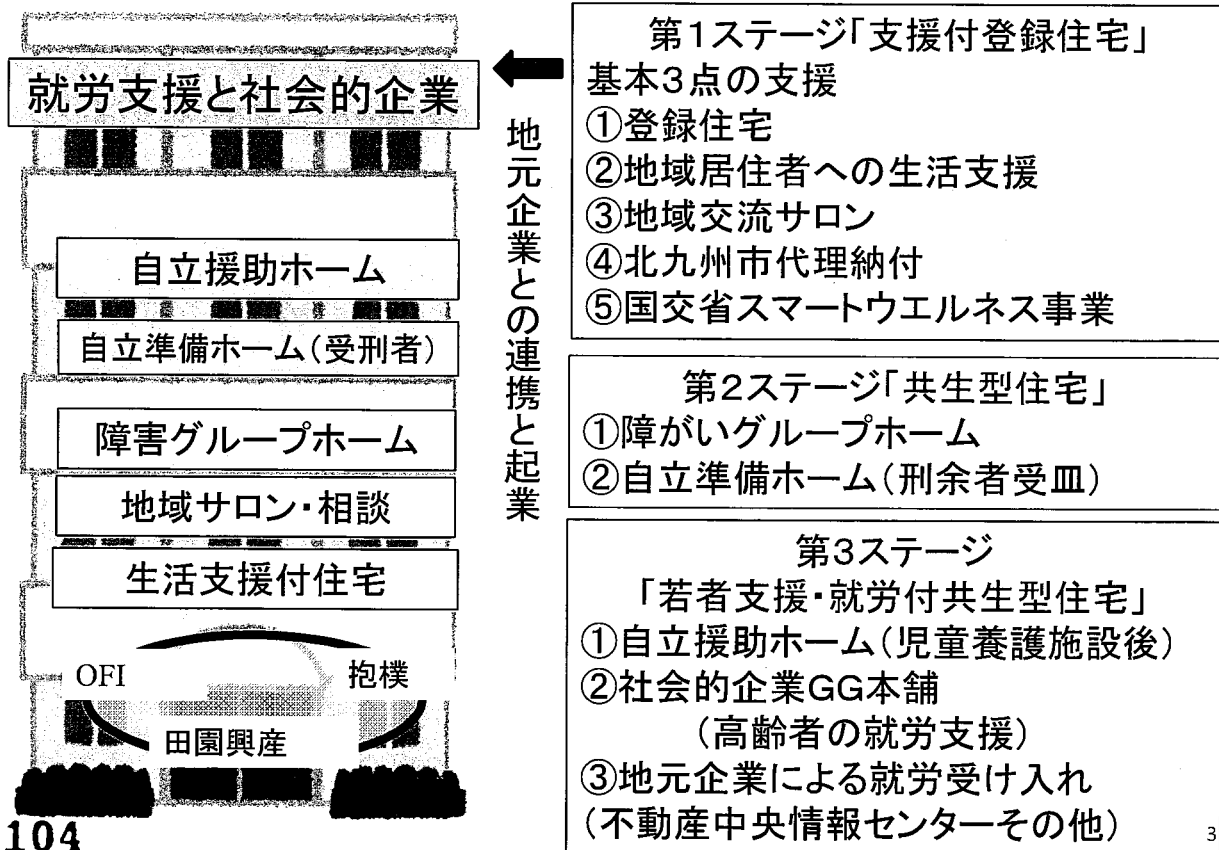 就労支援と社会的企業
自立援助ホーム
自立準備ホーム(受刑者)
障害グループホーム
地域サロン・相談
生活支援付住宅
OFI
抱樸
田園興産
104
地元企業との連携と起業
第1ステージ「支援付登録住宅」
基本3点の支援
①登録住宅
②地域居住者への生活支援
③地域交流サロン
④北九州市代理納付
⑤国交省スマートウエルネス事業
第2ステージ「共生型住宅」
①障がいグループホーム
②自立準備ホーム(刑余者受皿)
第3ステージ
「若者支援・就労付共生型住宅」
①自立援助ホーム(児童養護施設後)
②社会的企業GG本舗
(高齢者の就労支援)
③地元企業による就労受け入れ
(不動産中央情報センターその他)
3